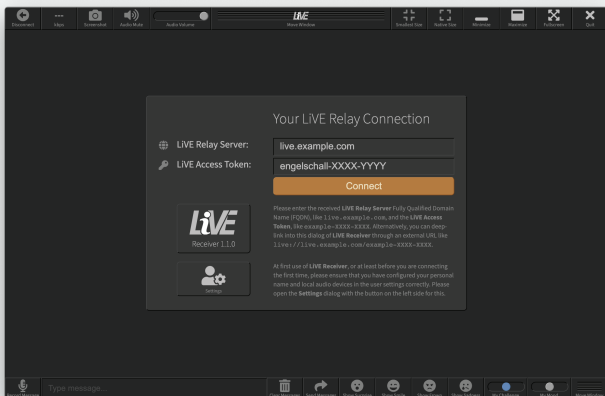 Disconnect
kbps
Screenshot
Audio Mute
Audio Volume
LiVE
Move Window
Smallest Size
Native Size
Minimize
Maximize
Fullscreen
Quit
Your LiVE Relay Connection
LiVE Relay Server:
live.example.com
LiVE Access Token:
engelschall-XXXX-YYYY
Connect
LiVE
Receiver 1.1.0
Settings
Please enter the received LiVE Relay Server Fully Qualified Domain
Name (FQDN), like live.example.com, and the LiVE Access
Token, like example-XXXX-XXXX. Alternatively, you can deep-
link into this dialog of LiVE Receiver through an external URL like
live://live.example.com/example-XXXX-XXXX.
At first use of LiVE Receiver, or at least before you are connecting
the first time, please ensure that you have configured your personal
name and local audio devices in the user settings correctly. Please
open the Settings dialog with the button on the left side for this.
Type message...